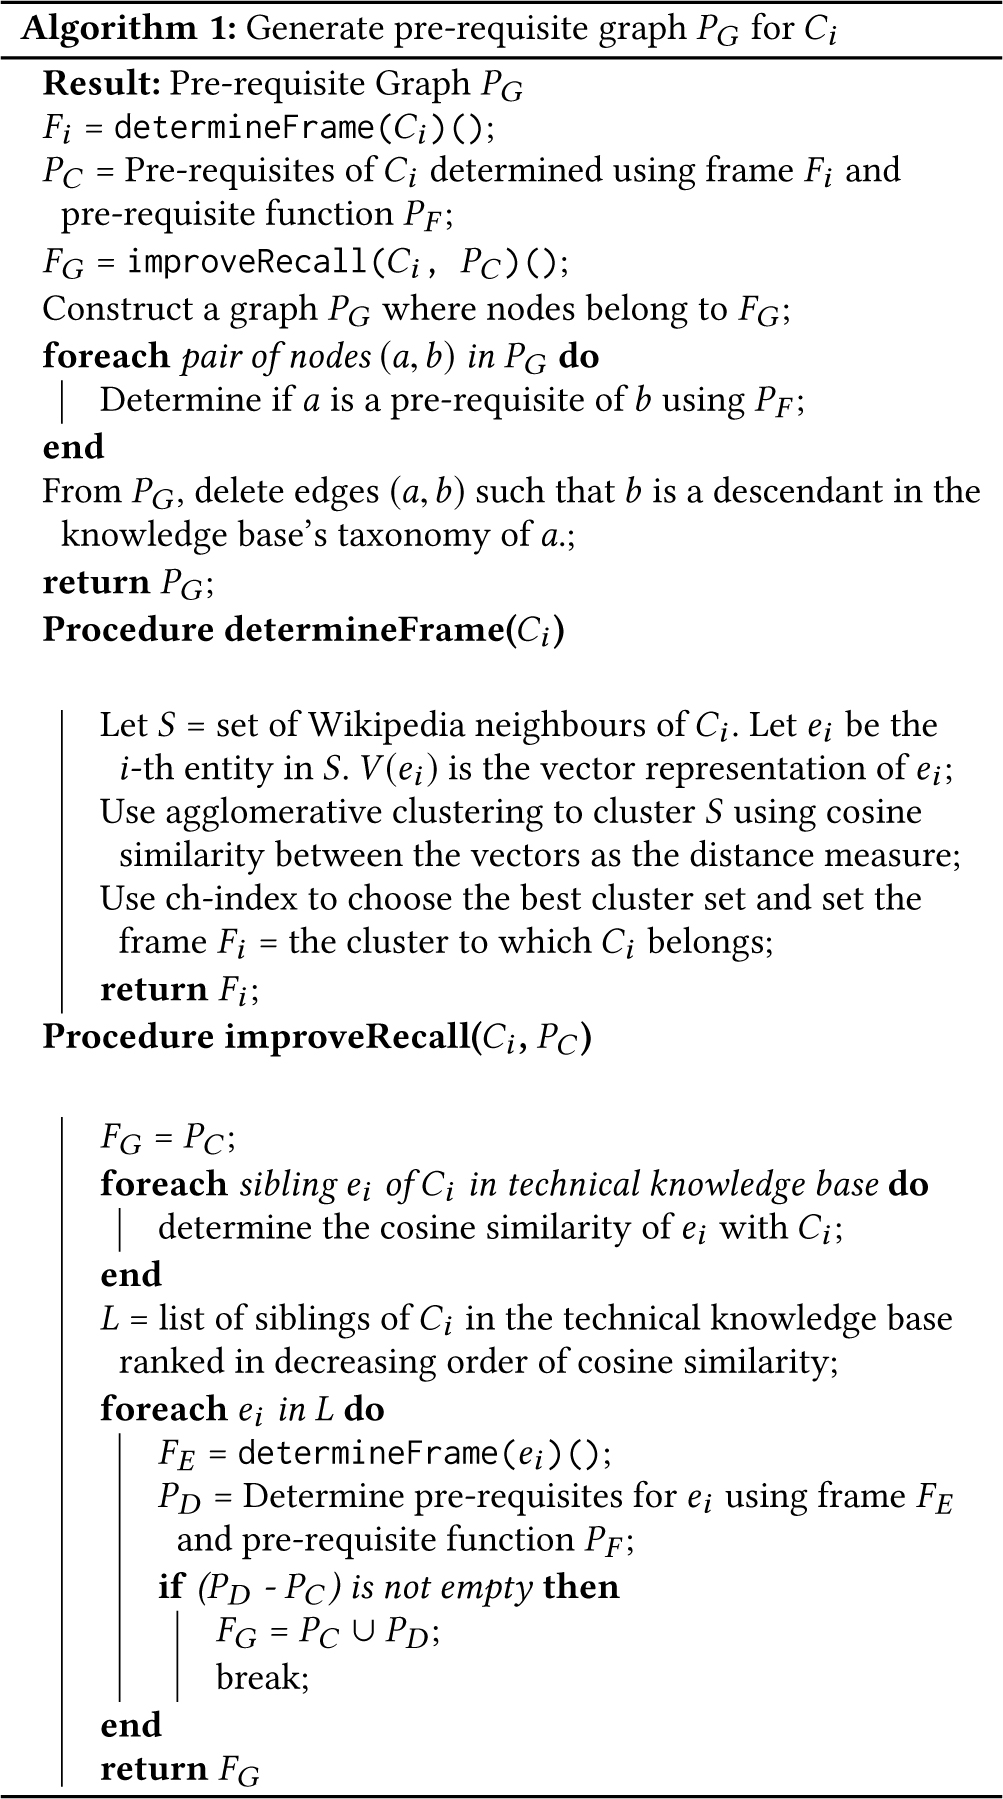 Algorithm 1: Generate pre-requisite graph P_G for C_i
Result: Pre-requisite Graph P_G
F_i = determineFrame(C_i)();
P_C = Pre-requisites of C_i determined using frame F_i and
pre-requisite function P_F;
F_G = improveRecall(C_i, P_C)();
Construct a graph P_G where nodes belong to F_G;
foreach pair of nodes (a, b) in P_G do
Determine if a is a pre-requisite of b using P_F;
end
From P_G, delete edges (a, b) such that b is a descendant in the
knowledge base's taxonomy of a.;
return P_G;
Procedure determineFrame(C_i)
Let S = set of Wikipedia neighbours of C_i. Let e_i be the
i-th entity in S. V(e_i) is the vector representation of e_i;
Use agglomerative clustering to cluster S using cosine
similarity between the vectors as the distance measure;
Use ch-index to choose the best cluster set and set the
frame F_i = the cluster to which C_i belongs;
return F_i;
Procedure improveRecall(C_i, P_C)
F_G = P_C;
foreach sibling e_i of C_i in technical knowledge base do
determine the cosine similarity of e_i with C_i;
end
L = list of siblings of C_i in the technical knowledge base
ranked in decreasing order of cosine similarity;
foreach e_i in L do
F_E = determineFrame(e_i)();
P_D = Determine pre-requisites for e_i using frame F_E
and pre-requisite function P_F;
if (P_D - P_C) is not empty then
F_G = P_C ∪ P_D;
break;
end
return F_G